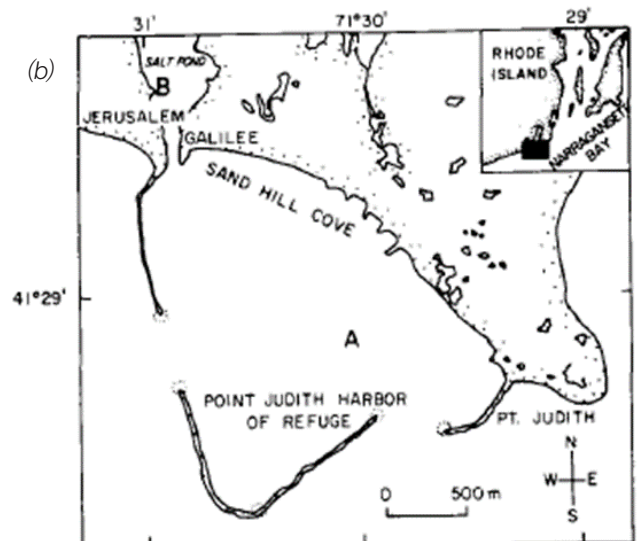 31' 71°30' 29'
(b)
SALT POND
B
RHODE
ISLAND
JERUSALEM
GALILEE
NARRAGANSET
BAY
SAND HILL COVE
41°29'
A
POINT JUDITH HARBOR
OF REFUGE
PT. JUDITH
N
W E
S
0 500 m